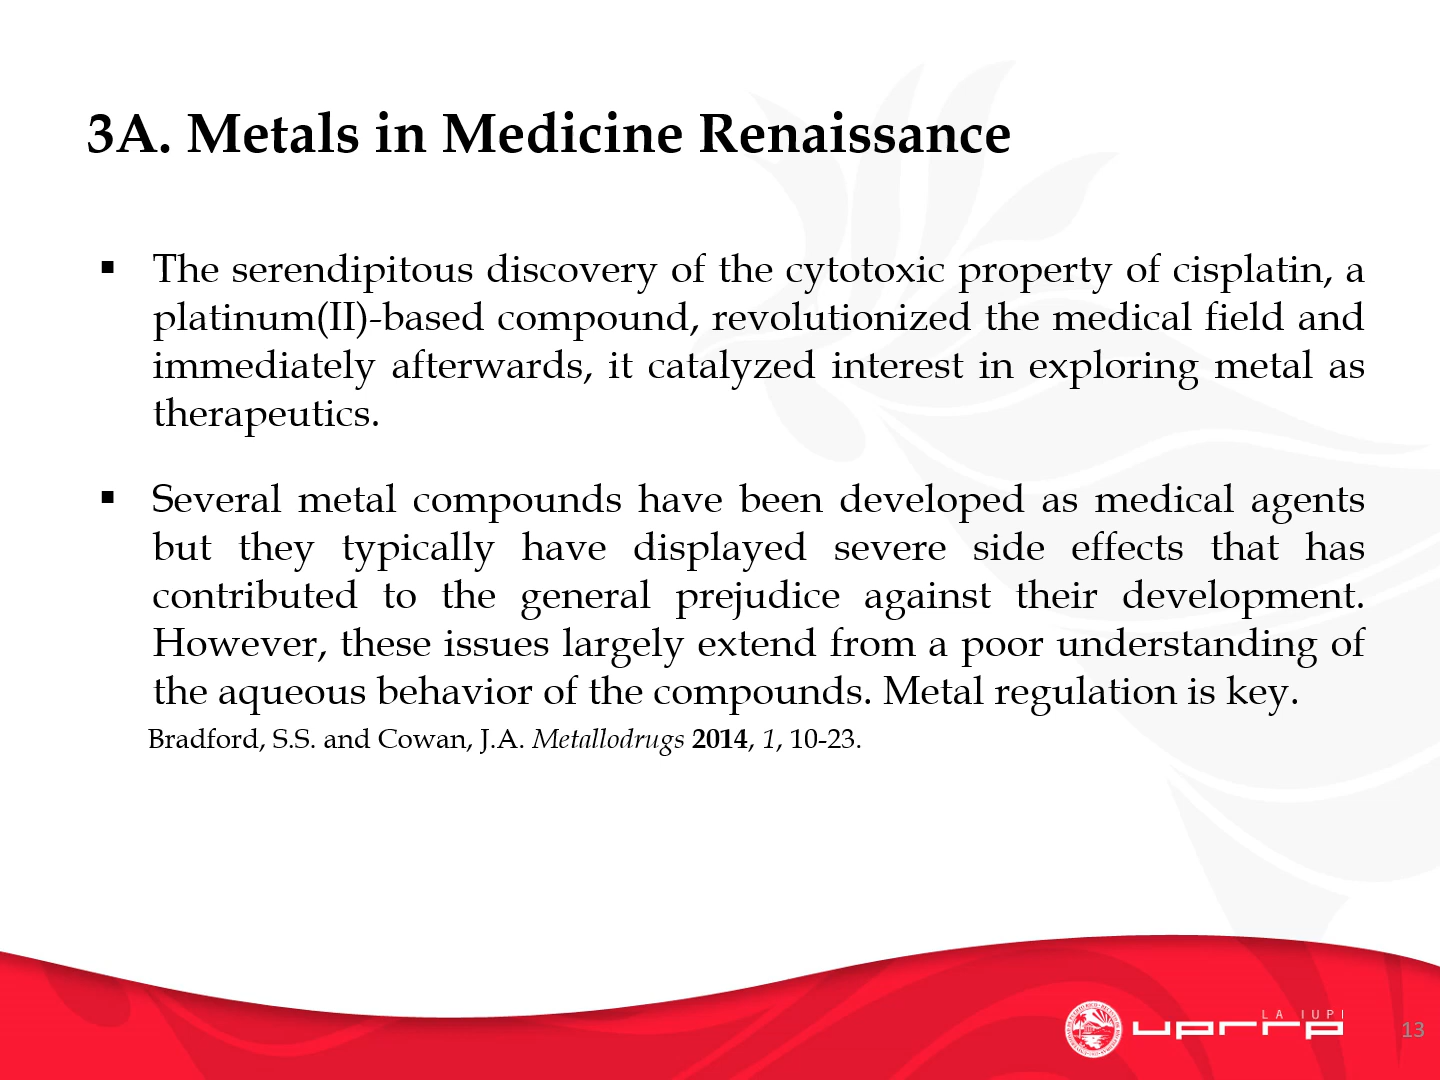 3A. Metals in Medicine Renaissance
▪ The serendipitous discovery of the cytotoxic property of cisplatin, a
platinum(II)-based compound, revolutionized the medical field and
immediately afterwards, it catalyzed interest in exploring metal as
therapeutics.
▪ Several metal compounds have been developed as medical agents
but they typically have displayed severe side effects that has
contributed to the general prejudice against their development.
However, these issues largely extend from a poor understanding of
the aqueous behavior of the compounds. Metal regulation is key.
Bradford, S.S. and Cowan, J.A. Metallodrugs 2014, 1, 10-23.
LA IUPI
uprrp
13